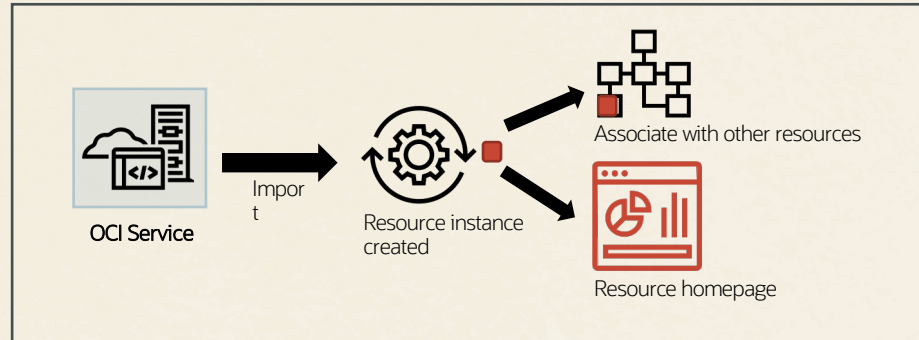 </>
OCI Service
Impor
t
Resource instance
created
Associate with other resources
Resource homepage